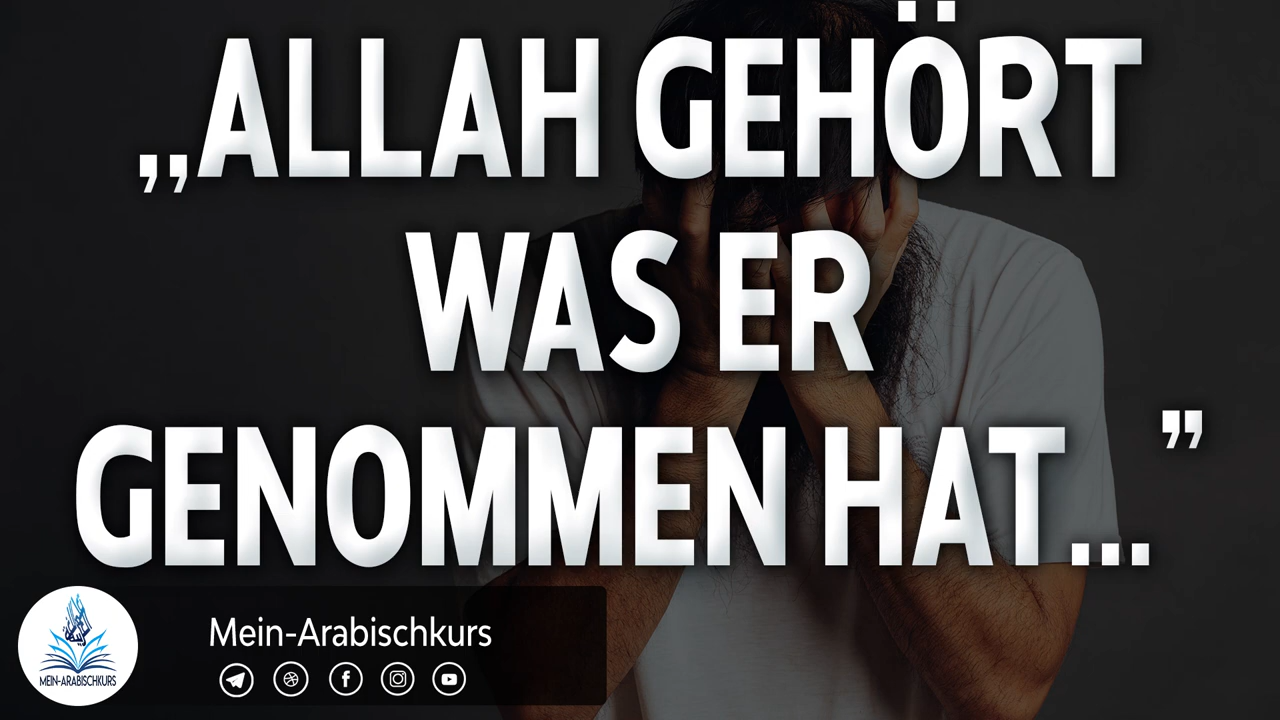 „ALLAH GEHÖRT
WAS ER
GENOMMEN HAT...”
Mein-Arabischkurs
MEIN-ARABISCHKURS